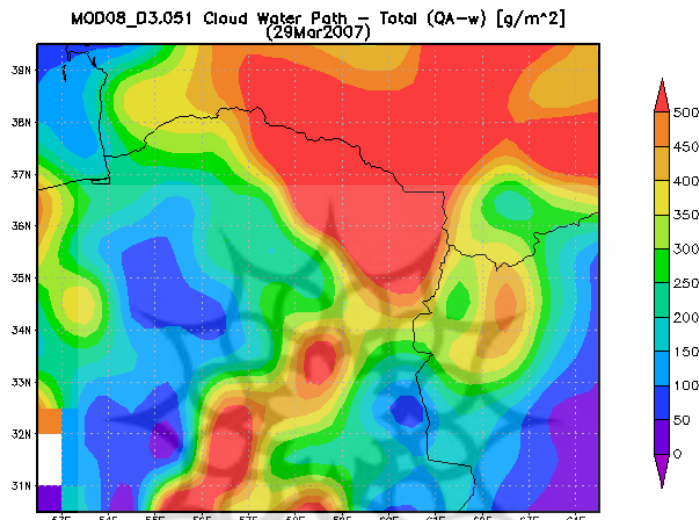 MOD08_D3.051 Cloud Water Path – Total (QA–w) [g/m^2]
(29Mar2007)
39N
38N
37N
36N
35N
34N
33N
32N
31N
500
450
400
350
300
250
200
150
100
50
0